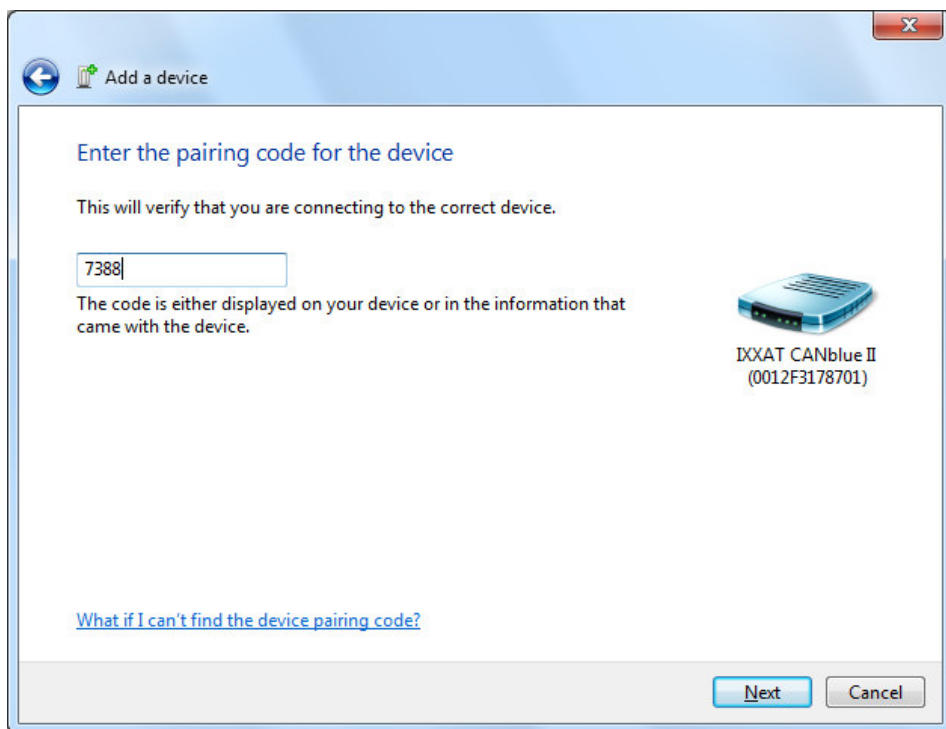 Add a device
Enter the pairing code for the device
This will verify that you are connecting to the correct device.
7388
The code is either displayed on your device or in the information that
came with the device.
IXXAT CANblue II
(0012F3178701)
What if I can't find the device pairing code?
Next
Cancel